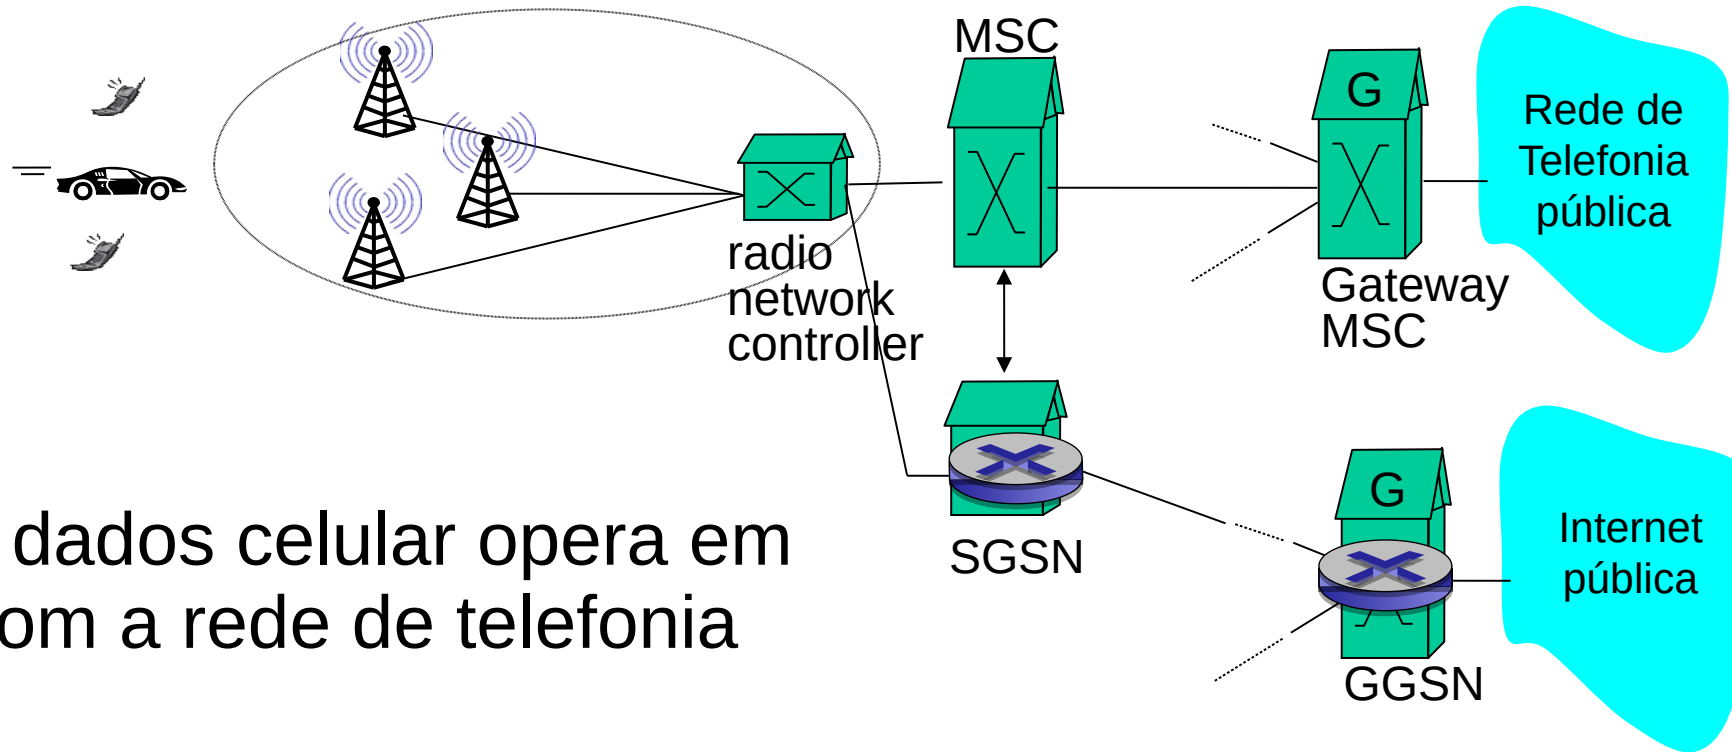 MSC
G
Rede de
Telefonia
pública
radio
network
controller
Gateway
MSC
SGSN
G
Internet
pública
GGSN
dados celular opera em
om a rede de telefonia